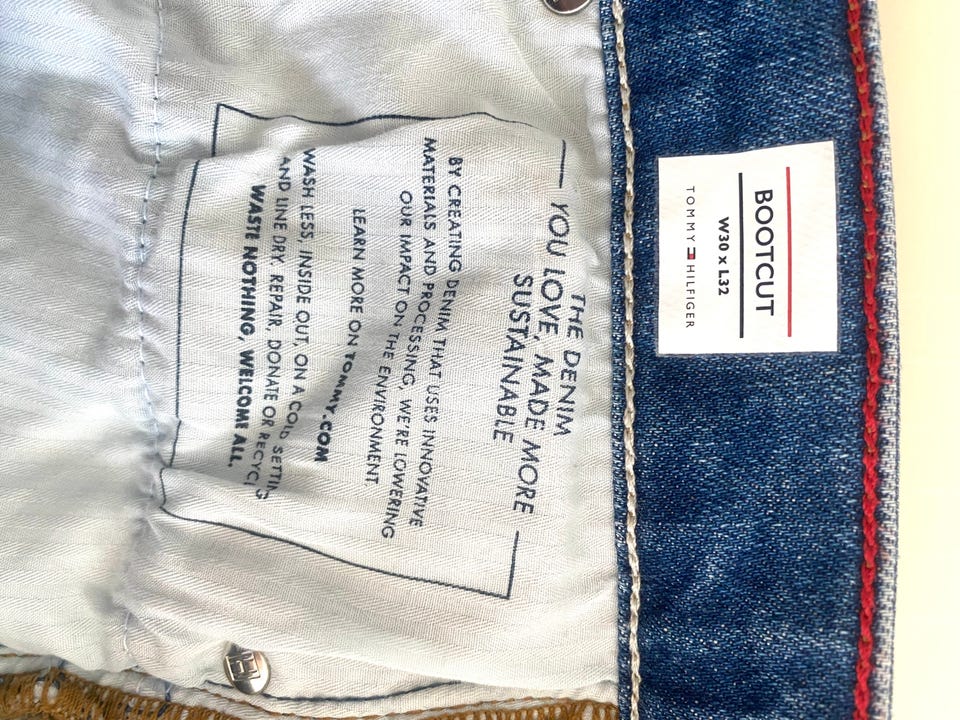 BOOTCUT
W30 x L32
TOMMY HILFIGER
THE DENIM
YOU LOVE, MADE MORE
SUSTAINABLE
BY CREATING DENIM THAT USES INNOVATIVE
MATERIALS AND PROCESSING, WE'RE LOWERING
OUR IMPACT ON THE ENVIRONMENT.
LEARN MORE ON TOMMY.COM
WASH LESS, INSIDE OUT, ON A COLD SETTING
AND LINE DRY. REPAIR, DONATE OR RECYCLE
WASTE NOTHING, WELCOME ALL.